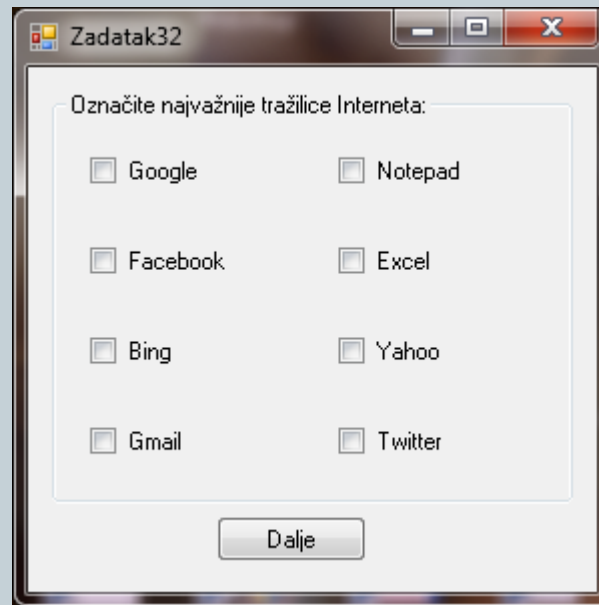 Zadatak32
Označite najvažnije tražilice Interneta:
Google Notepad
Facebook Excel
Bing Yahoo
Gmail Twitter
Dalje